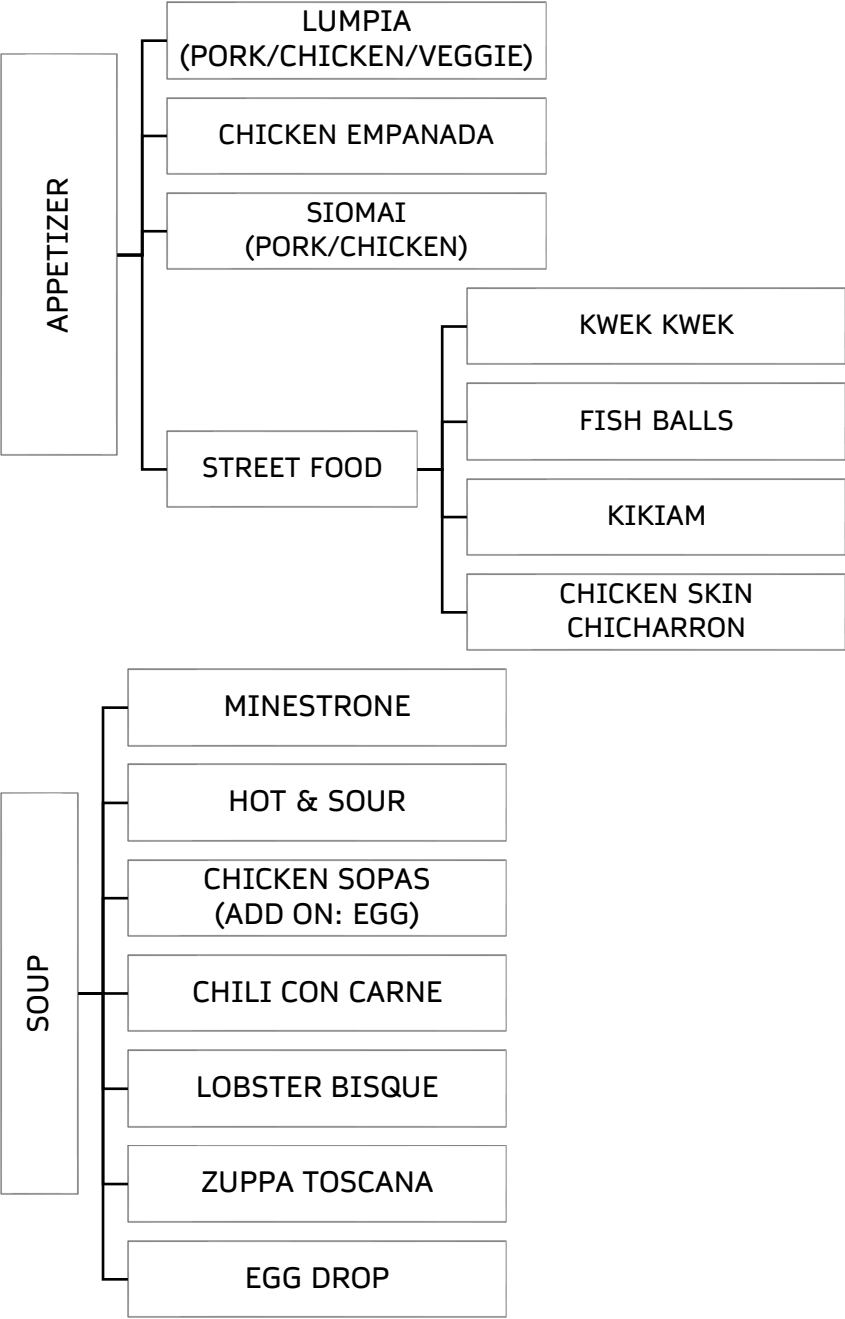 APPETIZER
LUMPIA
(PORK/CHICKEN/VEGGIE)
CHICKEN EMPANADA
SIOMAI
(PORK/CHICKEN)
STREET FOOD
KWEK KWEK
FISH BALLS
KIKIAM
CHICKEN SKIN
CHICHARRON
SOUP
MINESTRONE
HOT & SOUR
CHICKEN SOPAS
(ADD ON: EGG)
CHILI CON CARNE
LOBSTER BISQUE
ZUPPA TOSCANA
EGG DROP